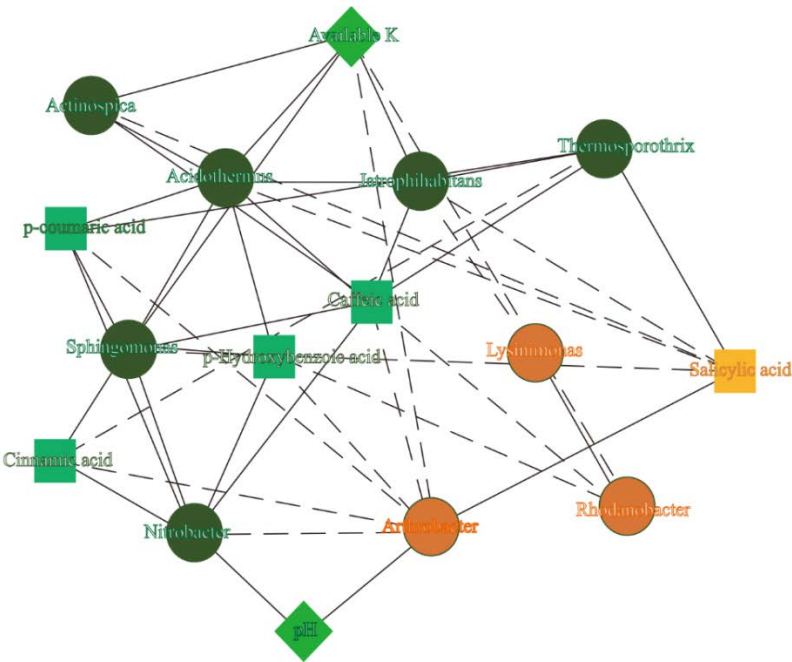 Available K
Actinospica
Thermosporothrix
Acidothermus
Jatrophihabitans
p-coumaric acid
Caffeic acid
Sphingomonas
p-Hydroxybenzoic acid
Lysinimonas
Salicylic acid
Cinnamic acid
Rhodanobacter
Nitrobacter
Arthrobacter
pH